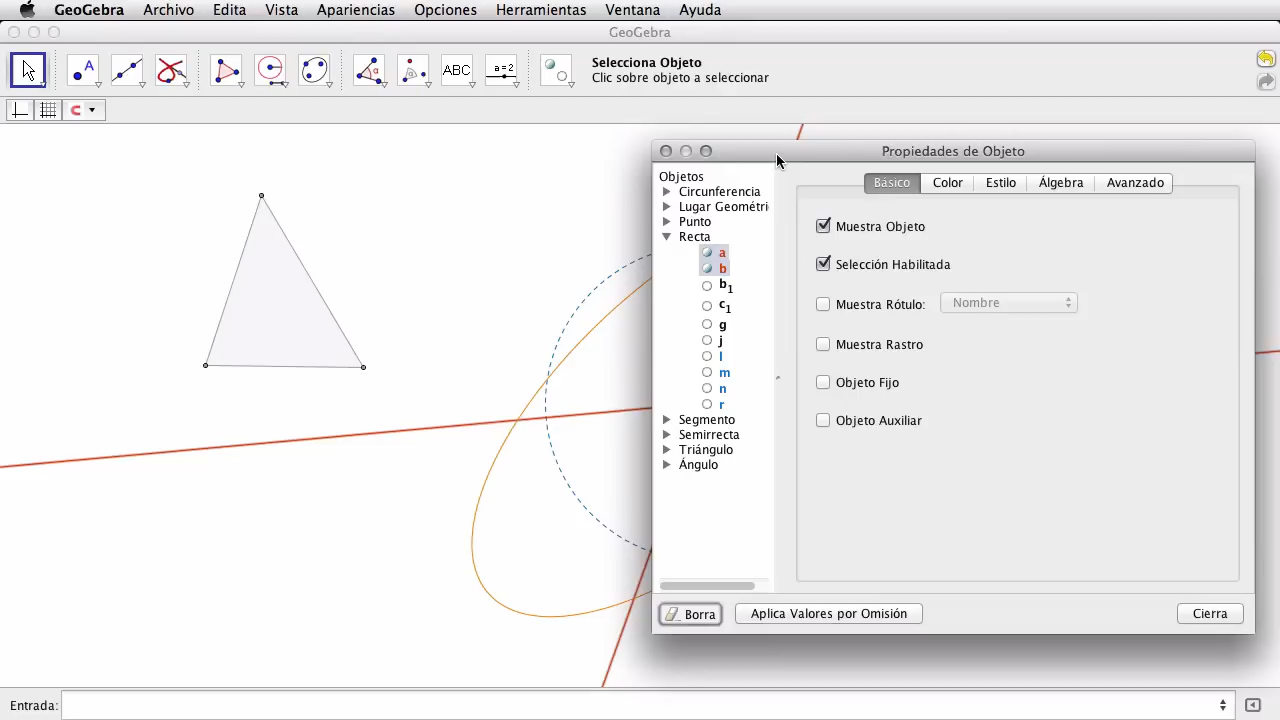 GeoGebra Archivo Edita Vista Apariencias Opciones Herramientas Ventana Ayuda
GeoGebra
A
ABC
a=2
Selecciona Objeto
Clic sobre objeto a seleccionar
Propiedades de Objeto
Objetos
Circunferencia
Lugar Geométri
Punto
Recta
a
b
b1
c1
g
j
l
m
n
r
Segmento
Semirrecta
Triángulo
Ángulo
Básico Color Estilo Álgebra Avanzado
Muestra Objeto
Selección Habilitada
Muestra Rótulo: Nombre
Muestra Rastro
Objeto Fijo
Objeto Auxiliar
Borra Aplica Valores por Omisión Cierra
Entrada: